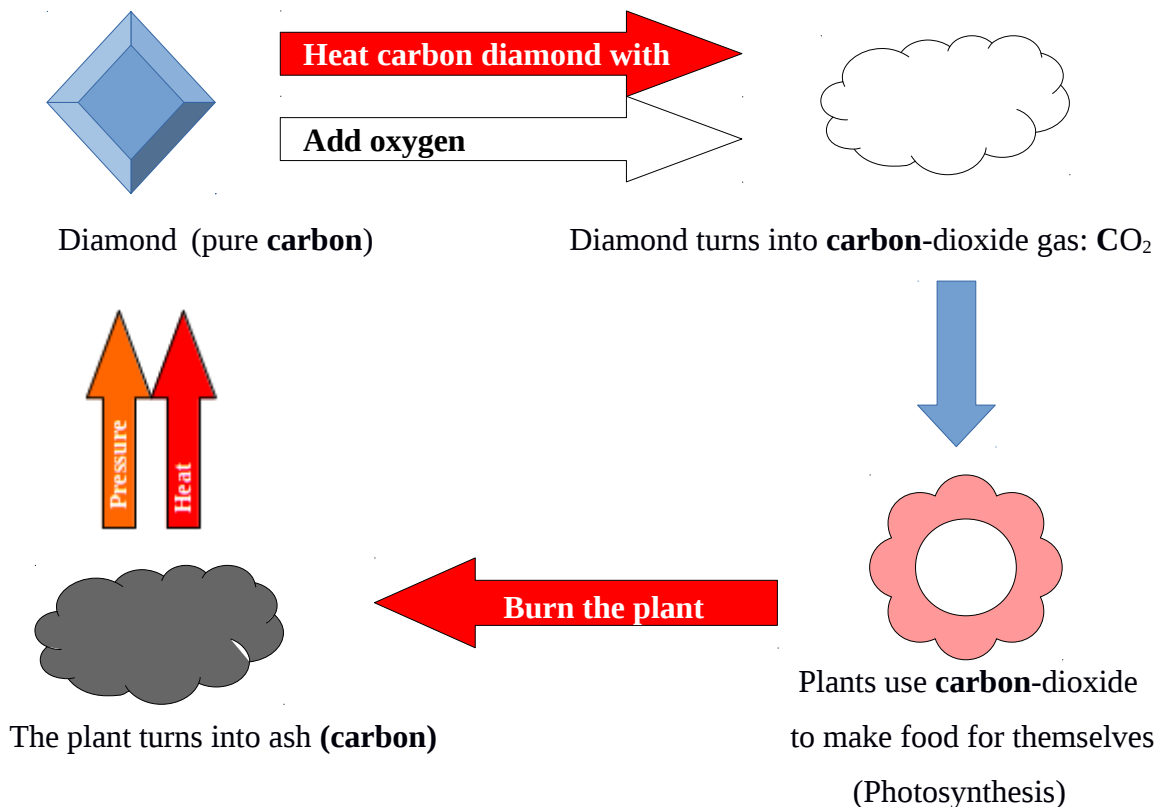 Heat carbon diamond with
Add oxygen
Diamond (pure carbon)
Diamond turns into carbon-dioxide gas: CO₂
Pressure
Heat
Burn the plant
Plants use carbon-dioxide
to make food for themselves
(Photosynthesis)
The plant turns into ash (carbon)